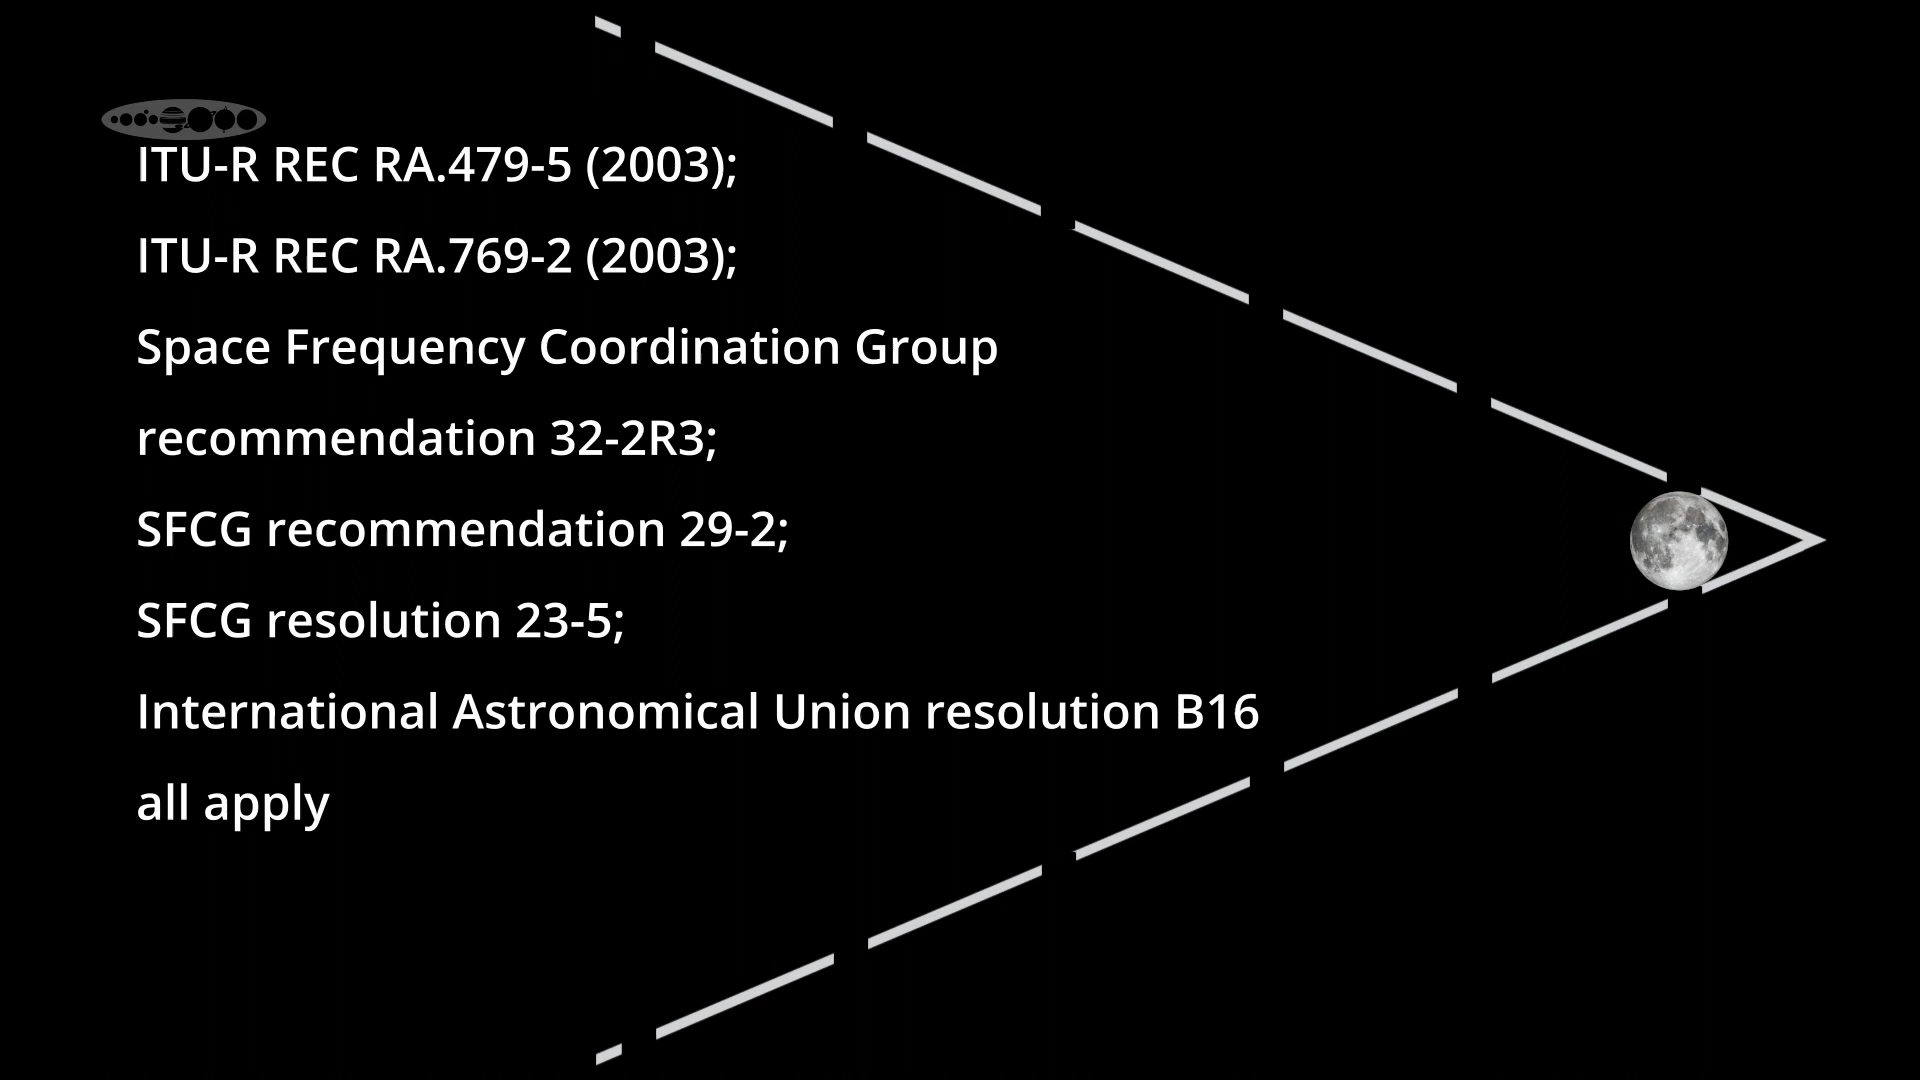 ITU-R REC RA.479-5 (2003);
ITU-R REC RA.769-2 (2003);
Space Frequency Coordination Group
recommendation 32-2R3;
SFCG recommendation 29-2;
SFCG resolution 23-5;
International Astronomical Union resolution B16
all apply